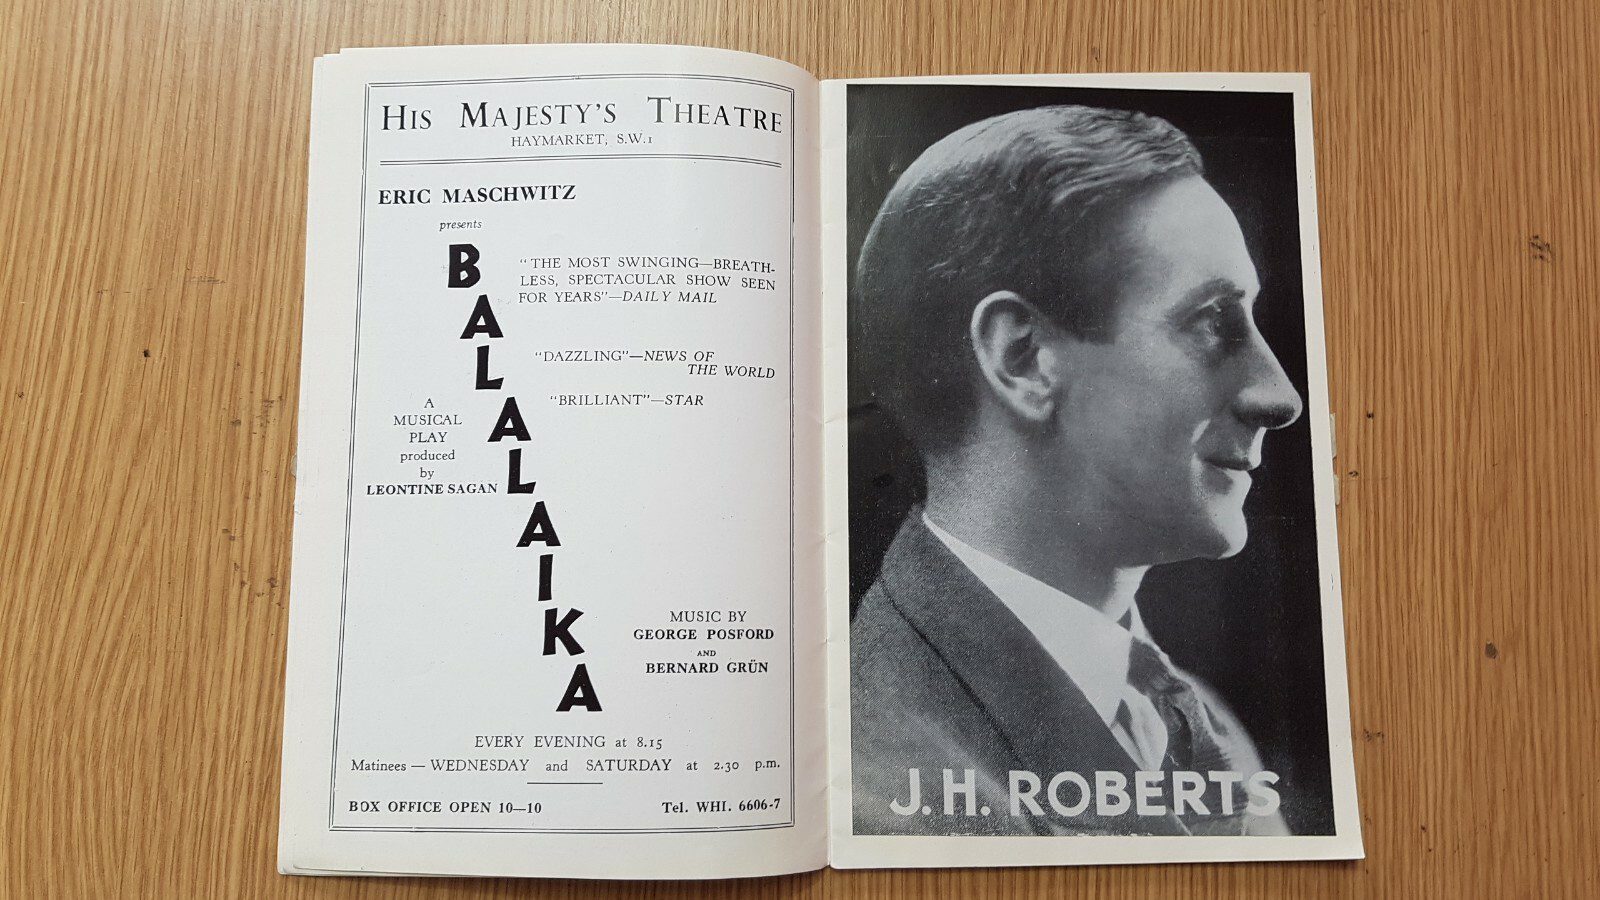 HIS MAJESTY'S THEATRE
HAYMARKET, S.W.1
ERIC MASCHWITZ
presents
BALALAIKA
"THE MOST SWINGING—BREATH-
LESS, SPECTACULAR SHOW SEEN
FOR YEARS"—DAILY MAIL
"DAZZLING"—NEWS OF
THE WORLD
"BRILLIANT"—STAR
A
MUSICAL
PLAY
produced
by
LEONTINE SAGAN
MUSIC BY
GEORGE POSFORD
AND
BERNARD GRÜN
EVERY EVENING at 8.15
Matinees — WEDNESDAY and SATURDAY at 2.30 p.m.
BOX OFFICE OPEN 10—10
Tel. WHI. 6606-7
J. H. ROBERTS